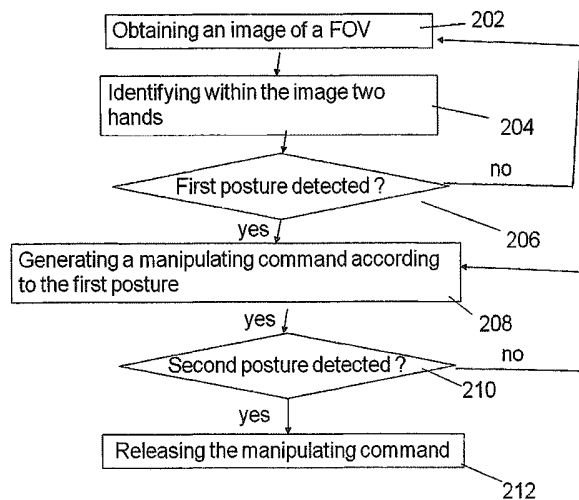 Obtaining an image of a FOV
202
Identifying within the image two
hands
204
First posture detected ?
no
206
yes
Generating a manipulating command according
to the first posture
208
yes
Second posture detected ?
no
210
yes
Releasing the manipulating command
212